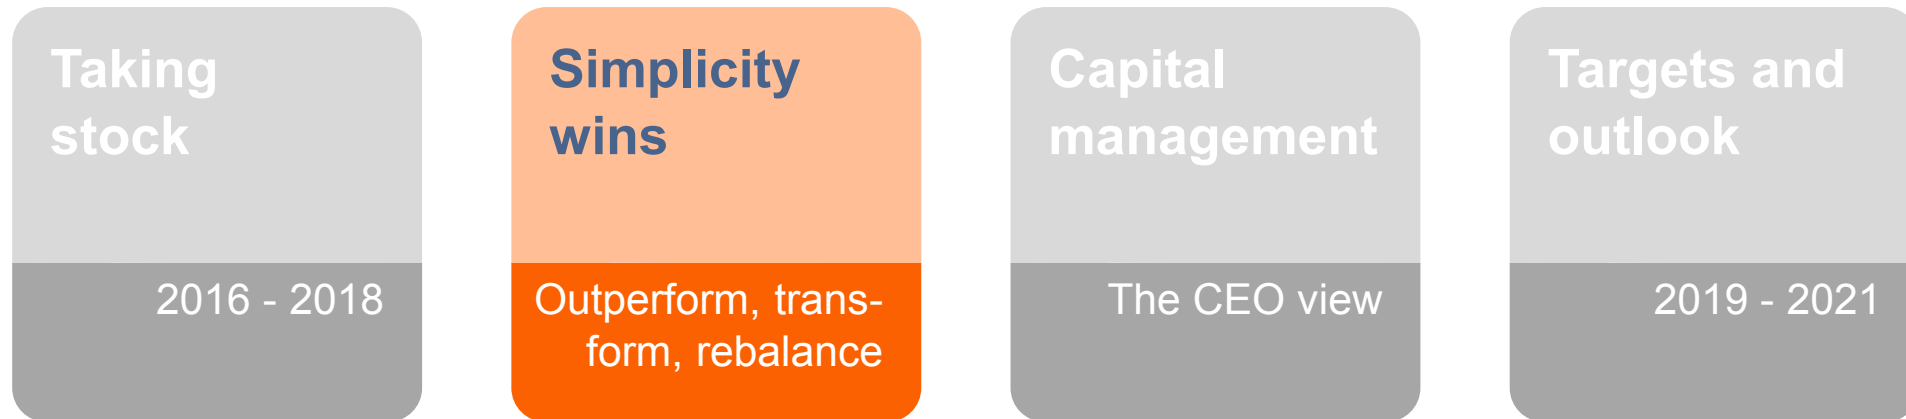 Taking
stock
2016 - 2018
Simplicity
wins
Outperform, trans-
form, rebalance
Capital
management
The CEO view
Targets and
outlook
2019 - 2021